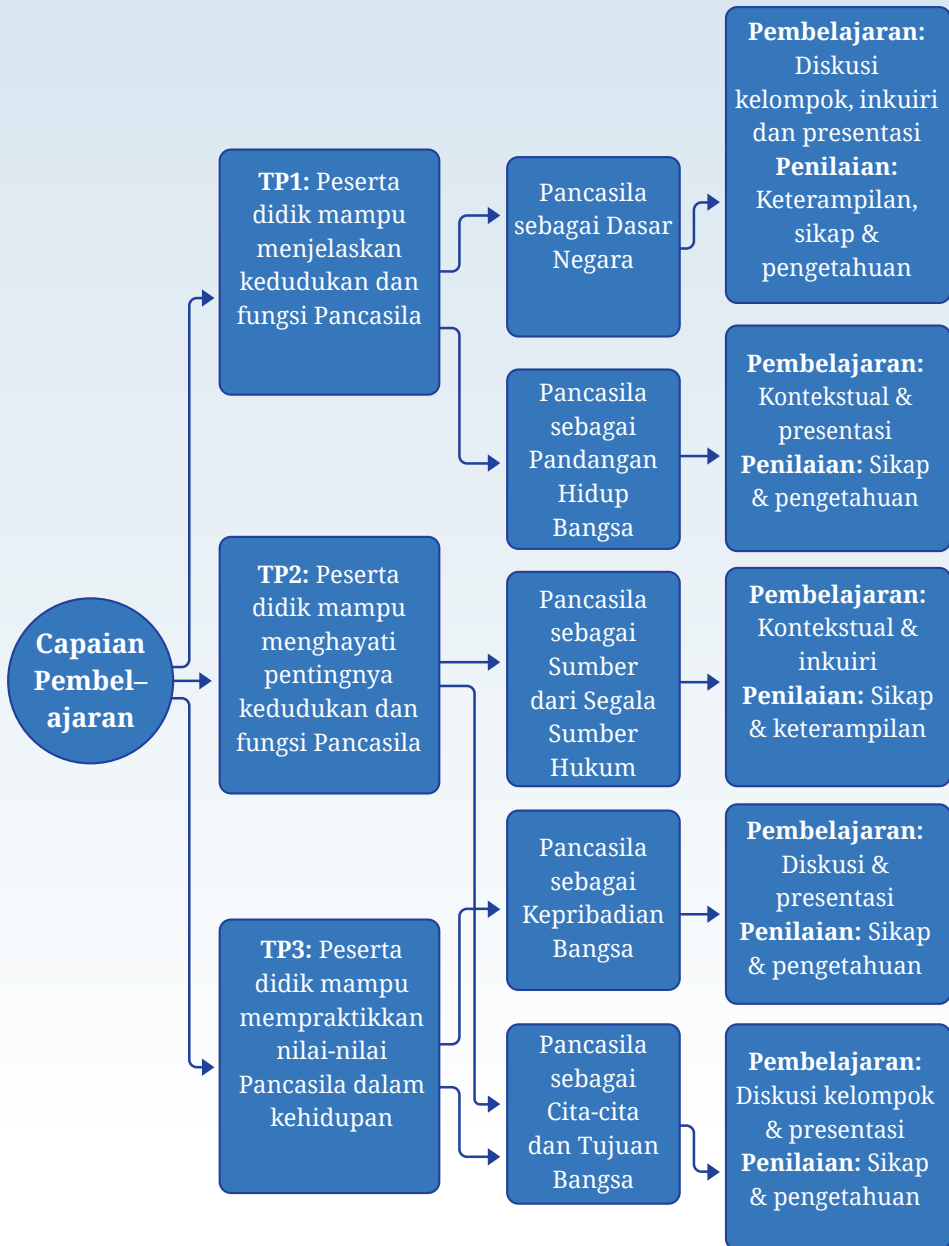 Capaian
Pembel–
ajaran
TP1: Peserta
didik mampu
menjelaskan
kedudukan dan
fungsi Pancasila
TP2: Peserta
didik mampu
menghayati
pentingnya
kedudukan dan
fungsi Pancasila
TP3: Peserta
didik mampu
mempraktikkan
nilai-nilai
Pancasila dalam
kehidupan
Pancasila
sebagai Dasar
Negara
Pancasila
sebagai
Pandangan
Hidup
Bangsa
Pancasila
sebagai
Sumber
dari Segala
Sumber
Hukum
Pancasila
sebagai
Kepribadian
Bangsa
Pancasila
sebagai
Cita-cita
dan Tujuan
Bangsa
Pembelajaran:
Diskusi
kelompok, inkuiri
dan presentasi
Penilaian:
Keterampilan,
sikap &
pengetahuan
Pembelajaran:
Kontekstual &
presentasi
Penilaian: Sikap
& pengetahuan
Pembelajaran:
Kontekstual &
inkuiri
Penilaian: Sikap
& keterampilan
Pembelajaran:
Diskusi &
presentasi
Penilaian: Sikap
& pengetahuan
Pembelajaran:
Diskusi kelompok
& presentasi
Penilaian: Sikap
& pengetahuan